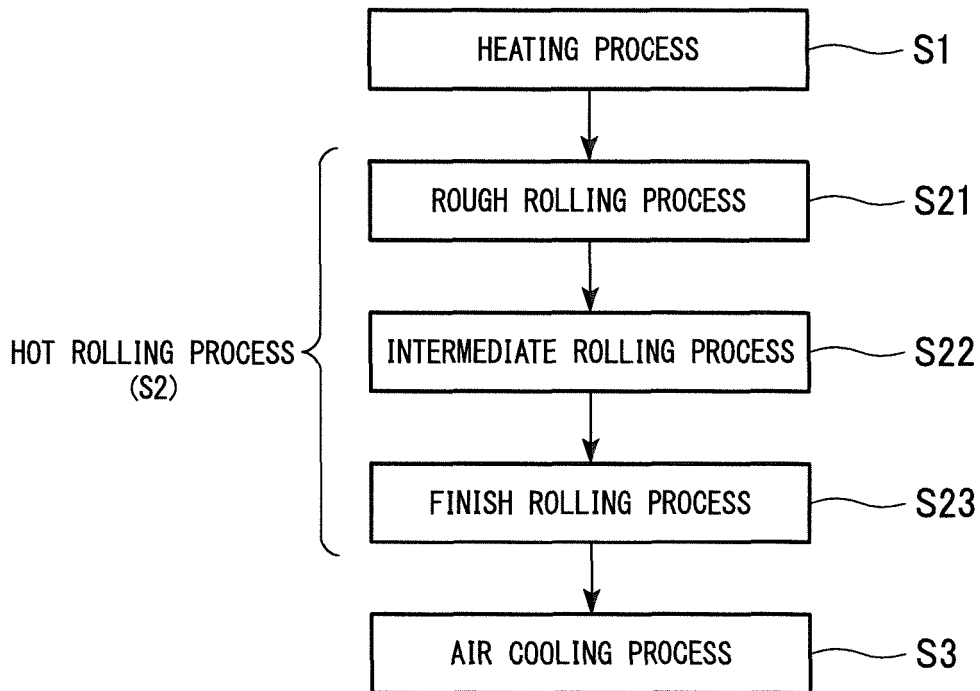 HEATING PROCESS
S1
ROUGH ROLLING PROCESS
S21
HOT ROLLING PROCESS
(S2)
INTERMEDIATE ROLLING PROCESS
S22
FINISH ROLLING PROCESS
S23
AIR COOLING PROCESS
S3